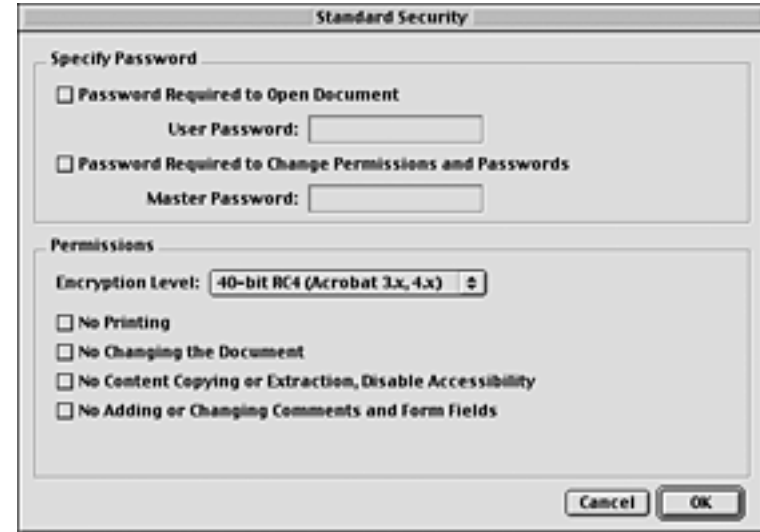 Standard Security
Specify Password
Password Required to Open Document
User Password:
Password Required to Change Permissions and Passwords
Master Password:
Permissions
Encryption Level: 40-bit RC4 (Acrobat 3.x, 4.x)
No Printing
No Changing the Document
No Content Copying or Extraction, Disable Accessibility
No Adding or Changing Comments and Form Fields
Cancel OK